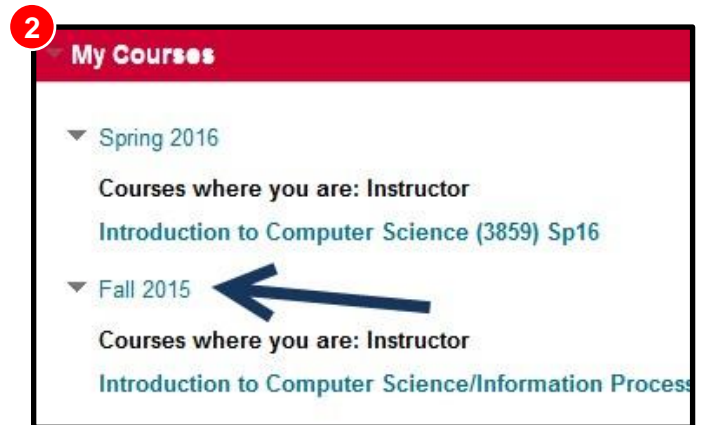 2
My Courses
Spring 2016
Courses where you are: Instructor
Introduction to Computer Science (3859) Sp16
Fall 2015
Courses where you are: Instructor
Introduction to Computer Science/Information Process